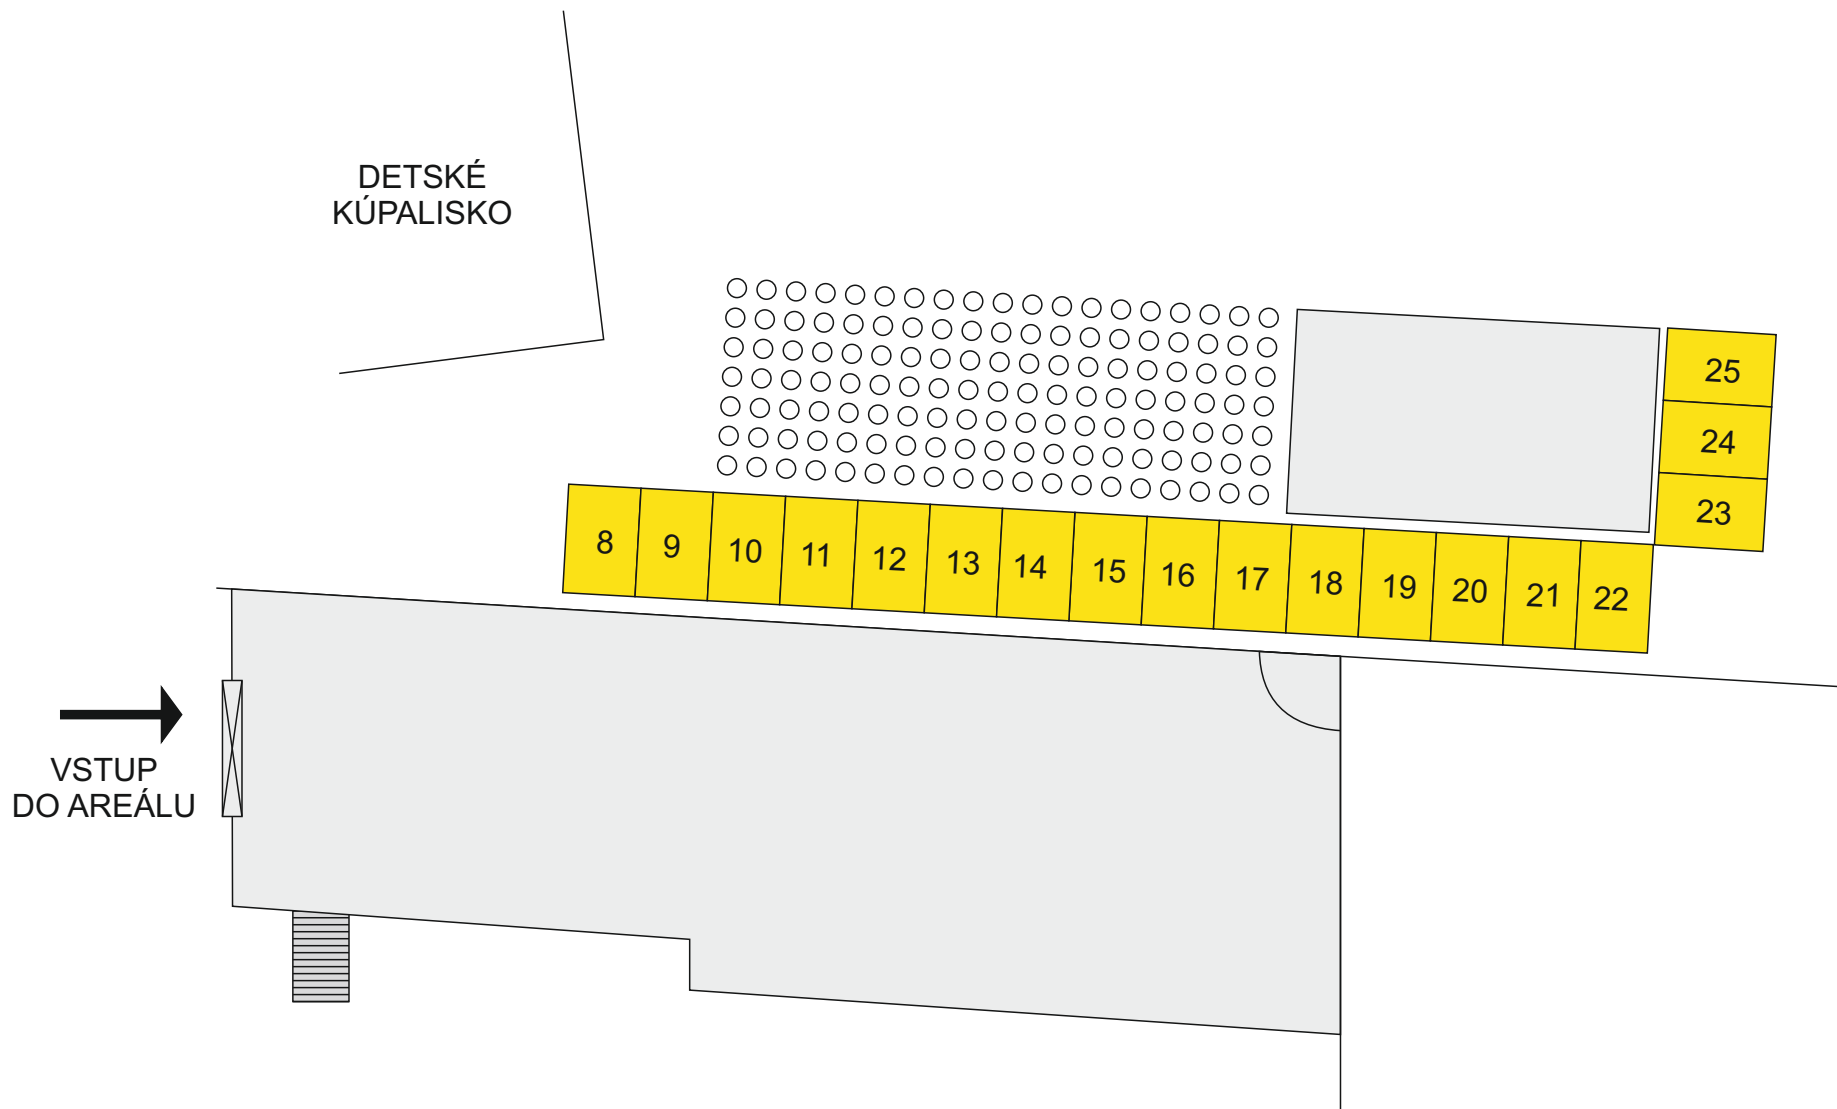 DETSKÉ
KÚPALISKO
25
24
23
8 9 10 11 12 13 14 15 16 17 18 19 20 21 22
VSTUP
DO AREÁLU